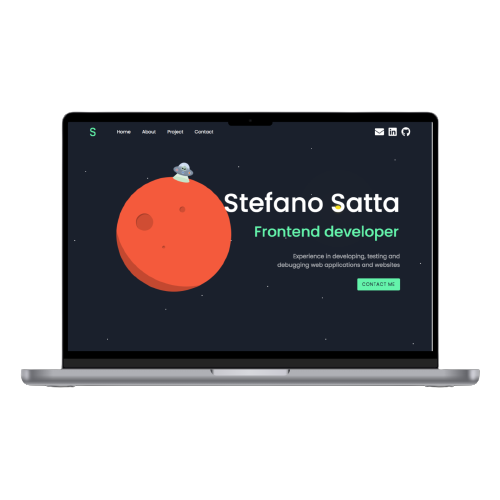 S Home About Project Contact
Stefano Satta
Frontend developer
Experience in developing, testing and
debugging web applications and websites
CONTACT ME